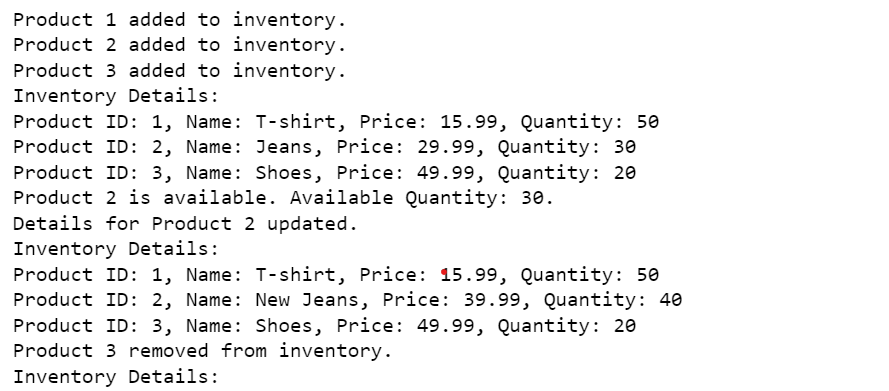 Product 1 added to inventory.
Product 2 added to inventory.
Product 3 added to inventory.
Inventory Details:
Product ID: 1, Name: T-shirt, Price: 15.99, Quantity: 50
Product ID: 2, Name: Jeans, Price: 29.99, Quantity: 30
Product ID: 3, Name: Shoes, Price: 49.99, Quantity: 20
Product 2 is available. Available Quantity: 30.
Details for Product 2 updated.
Inventory Details:
Product ID: 1, Name: T-shirt, Price: 15.99, Quantity: 50
Product ID: 2, Name: New Jeans, Price: 39.99, Quantity: 40
Product ID: 3, Name: Shoes, Price: 49.99, Quantity: 20
Product 3 removed from inventory.
Inventory Details: